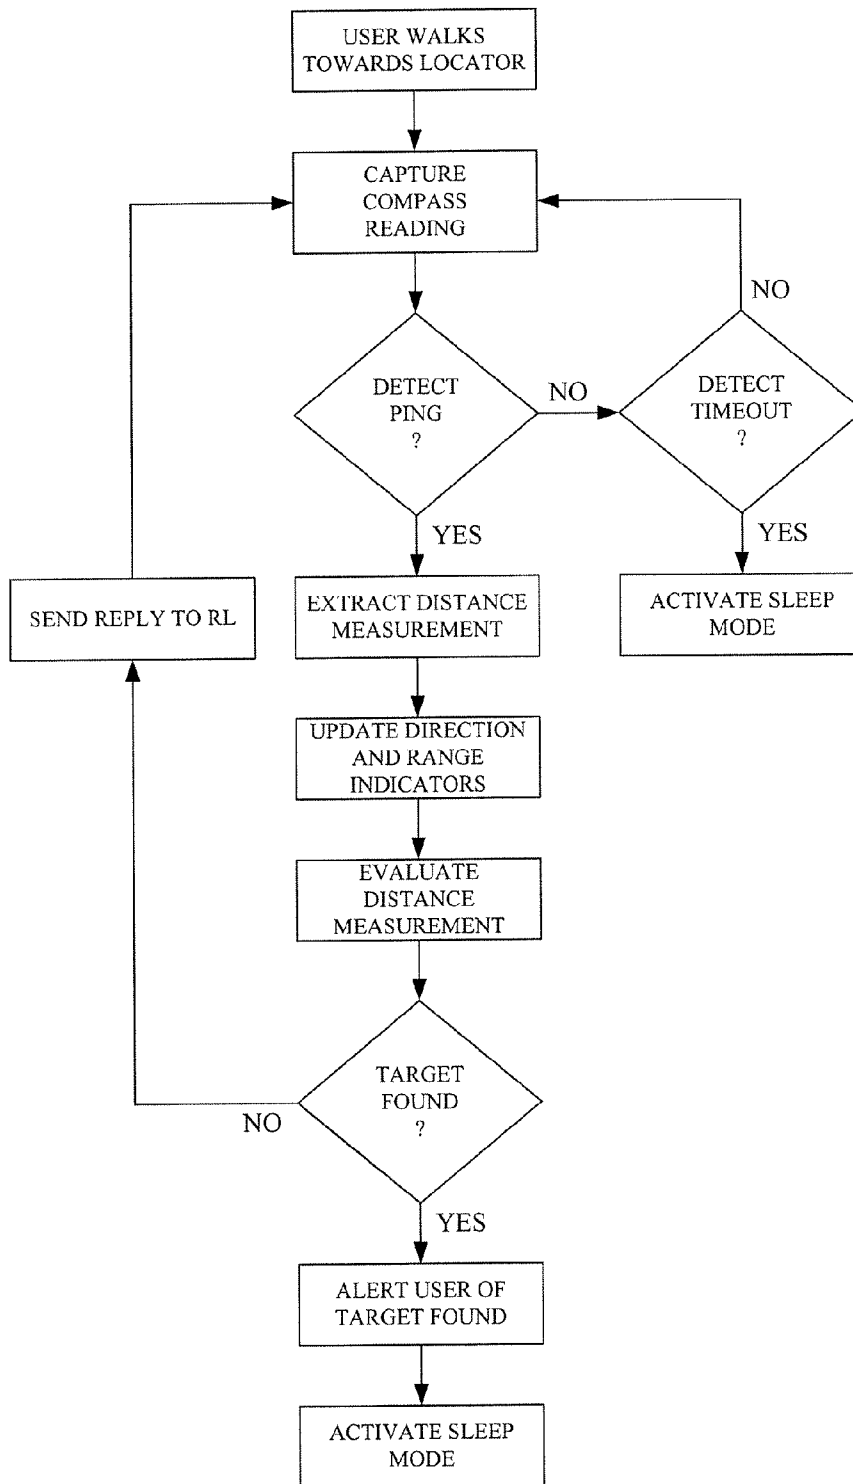 USER WALKS
TOWARDS LOCATOR
CAPTURE
COMPASS
READING
NO
DETECT
PING
?
NO
DETECT
TIMEOUT
?
YES
YES
SEND REPLY TO RL
EXTRACT DISTANCE
MEASUREMENT
ACTIVATE SLEEP
MODE
UPDATE DIRECTION
AND RANGE
INDICATORS
EVALUATE
DISTANCE
MEASUREMENT
TARGET
FOUND
?
NO
YES
ALERT USER OF
TARGET FOUND
ACTIVATE SLEEP
MODE